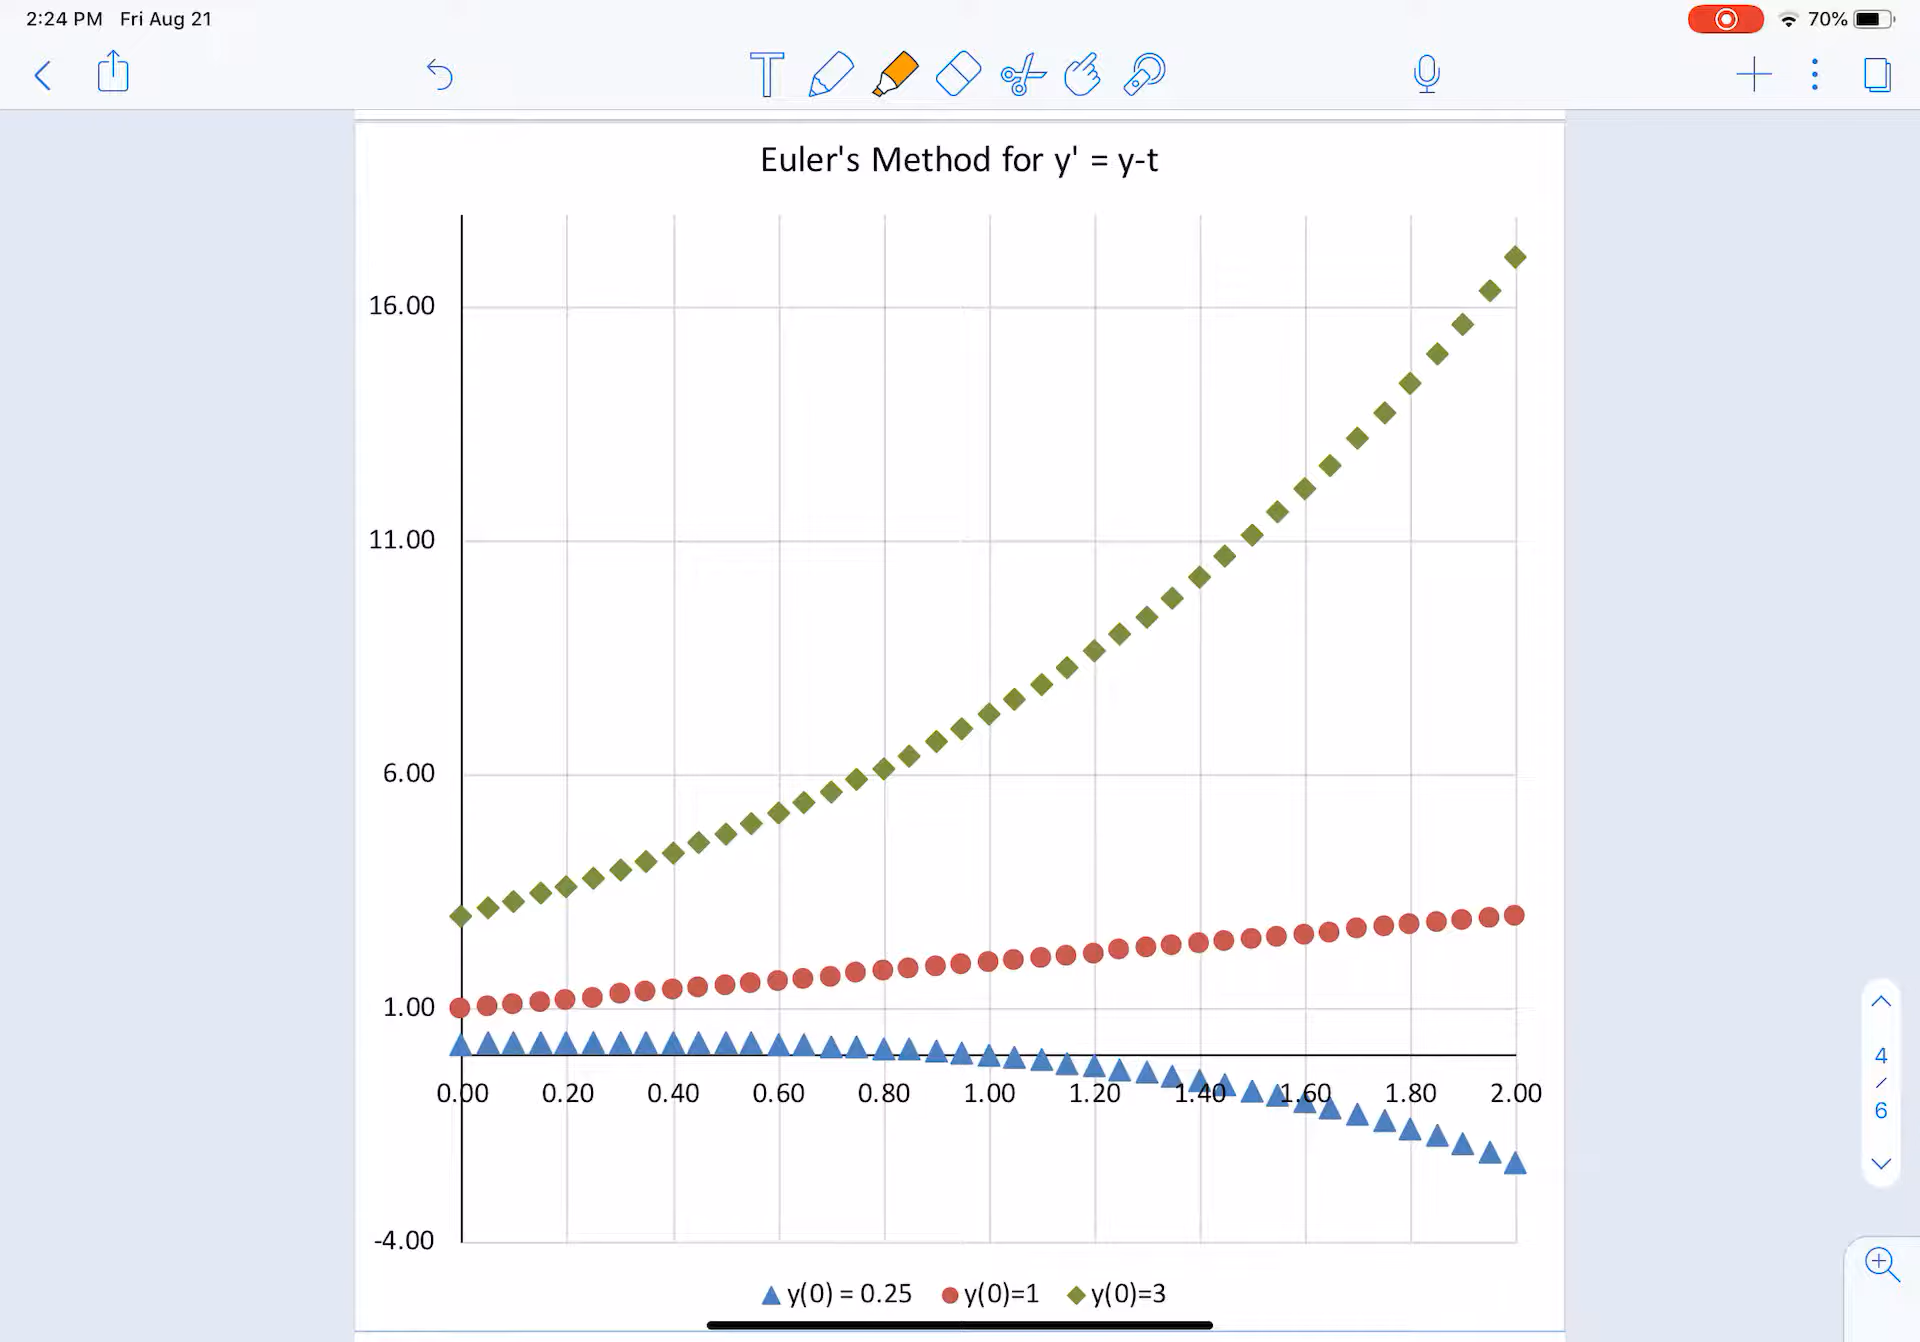 2:24 PM Fri Aug 21
70%
T
Euler's Method for y' = y-t
16.00
11.00
6.00
1.00
0.00 0.20 0.40 0.60 0.80 1.00 1.20 1.40 1.60 1.80 2.00
-4.00
y(0) = 0.25 y(0)=1 y(0)=3
4
/
6